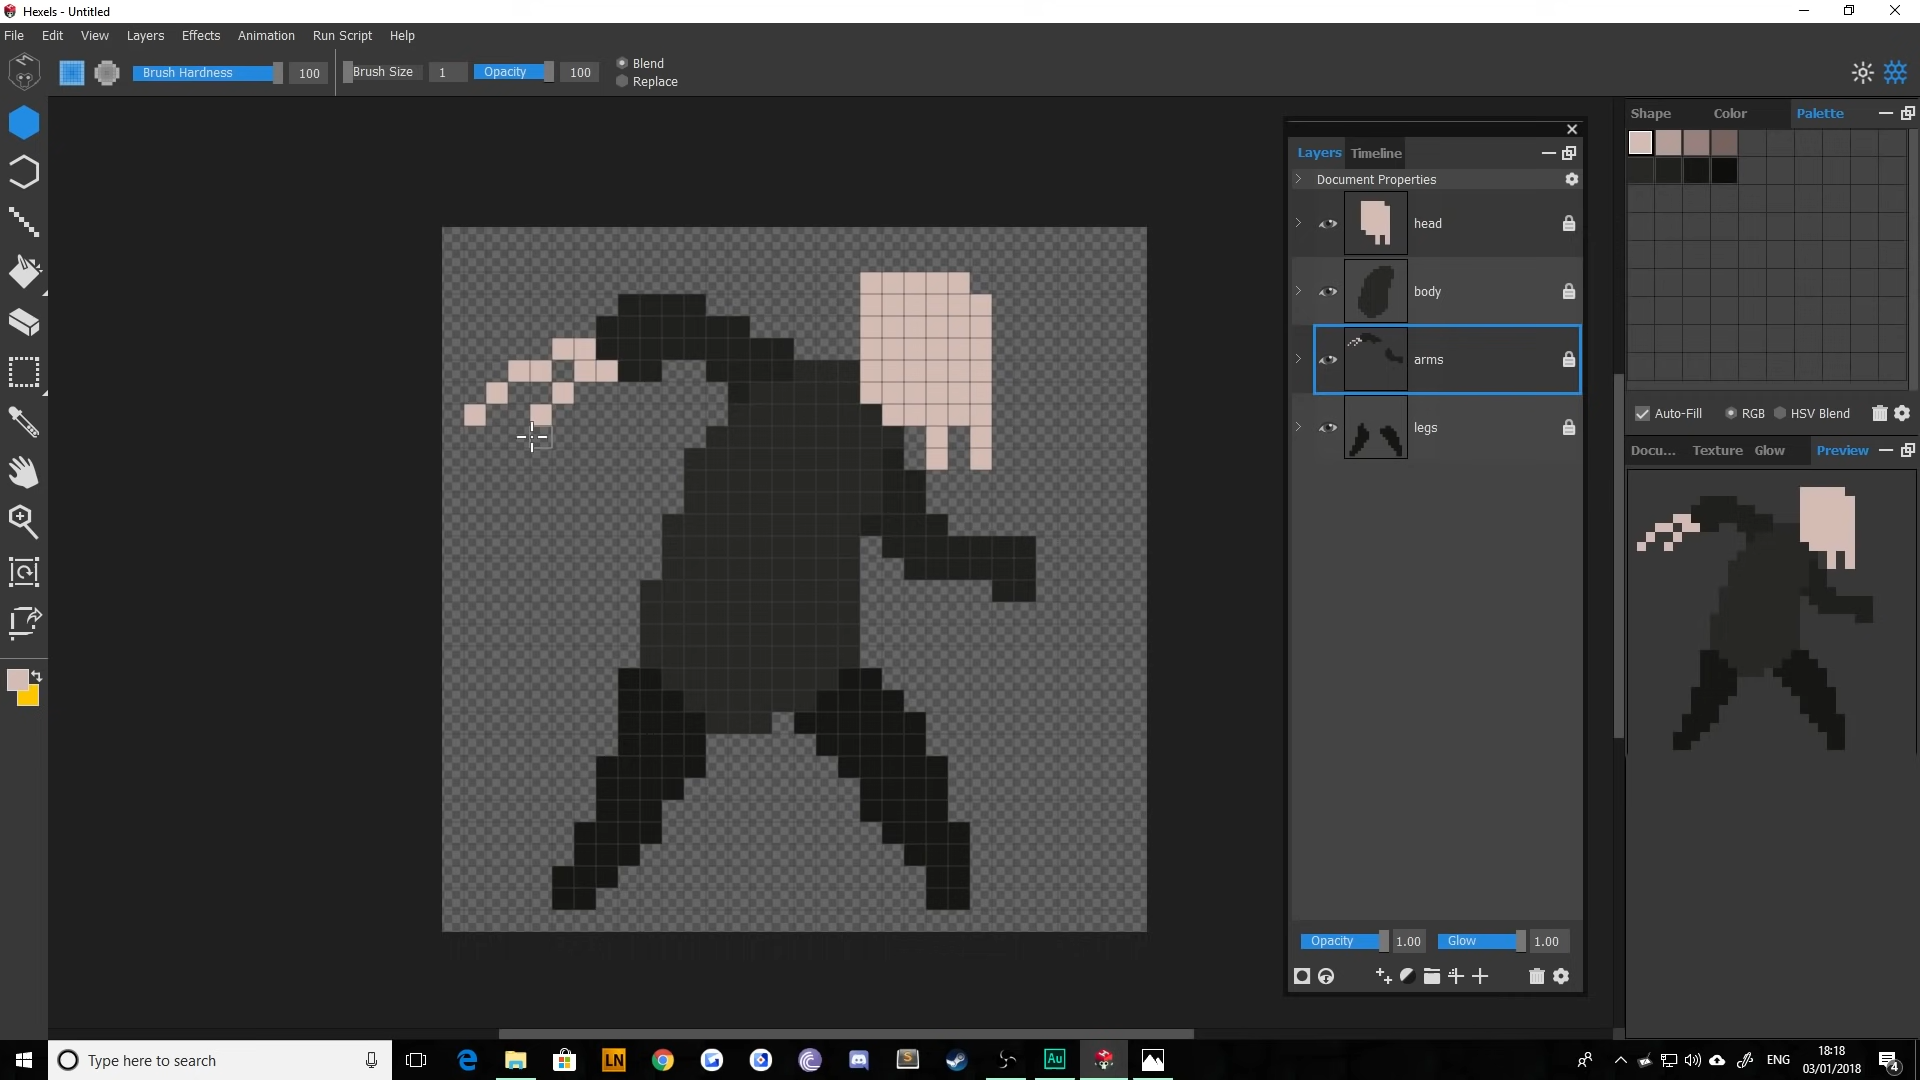 Hexels - Untitled
File Edit View Layers Effects Animation Run Script Help
Brush Hardness 100 Brush Size 1 Opacity 100 Blend
Replace
Shape Color Palette
Layers Timeline
Document Properties
head
body
arms
legs
Auto-Fill RGB HSV Blend
Docu... Texture Glow Preview
Opacity 1.00 Glow 1.00
Type here to search
LN
Au
S
ENG
18:18
03/01/2018
4